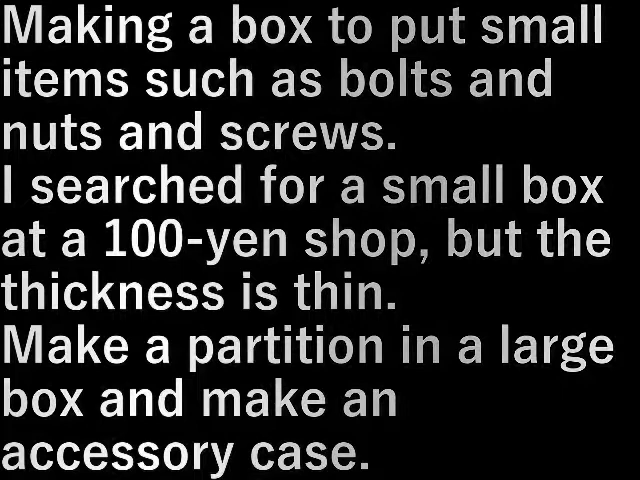 Making a box to put small
items such as bolts and
nuts and screws.
I searched for a small box
at a 100-yen shop, but the
thickness is thin.
Make a partition in a large
box and make an
accessory case.